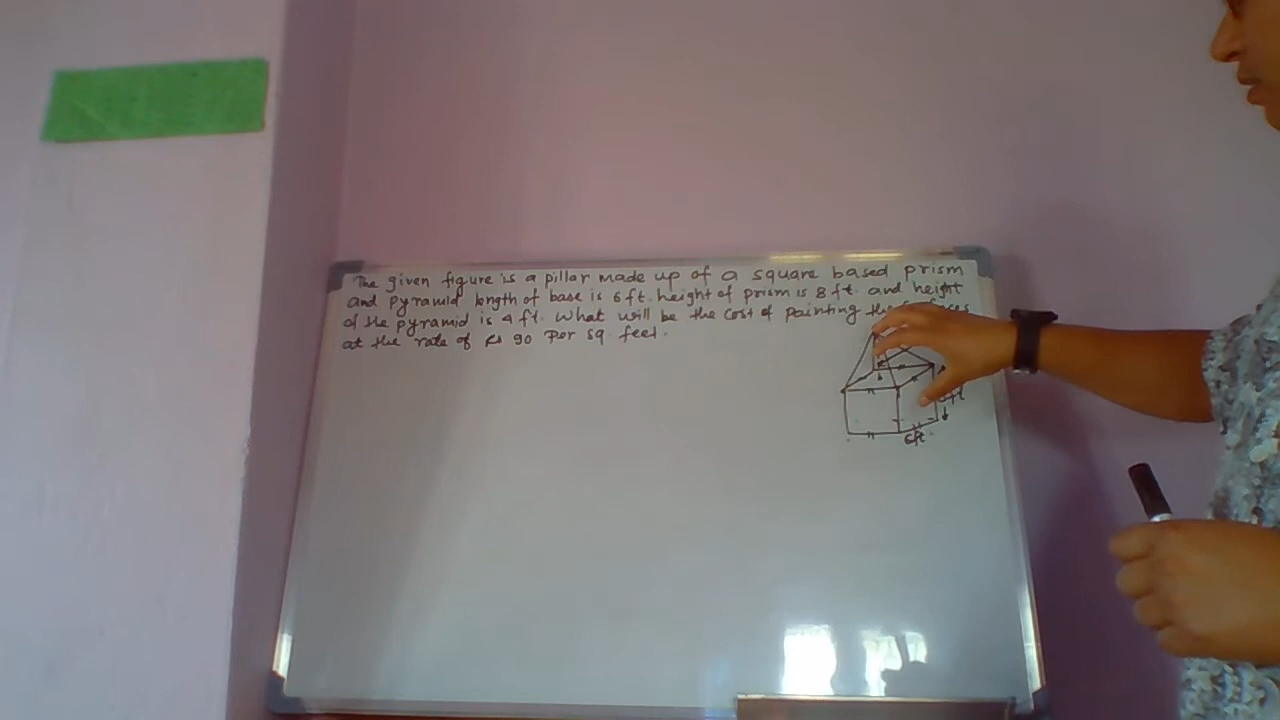 The given figure is a pillar made up of a square based prism
and pyramid length of base is 6 ft. height of prism is 8 ft. and height
of the pyramid is 4 ft. What will be the cost of painting the
at the rate of Rs 90 Per sq feet.
6ft